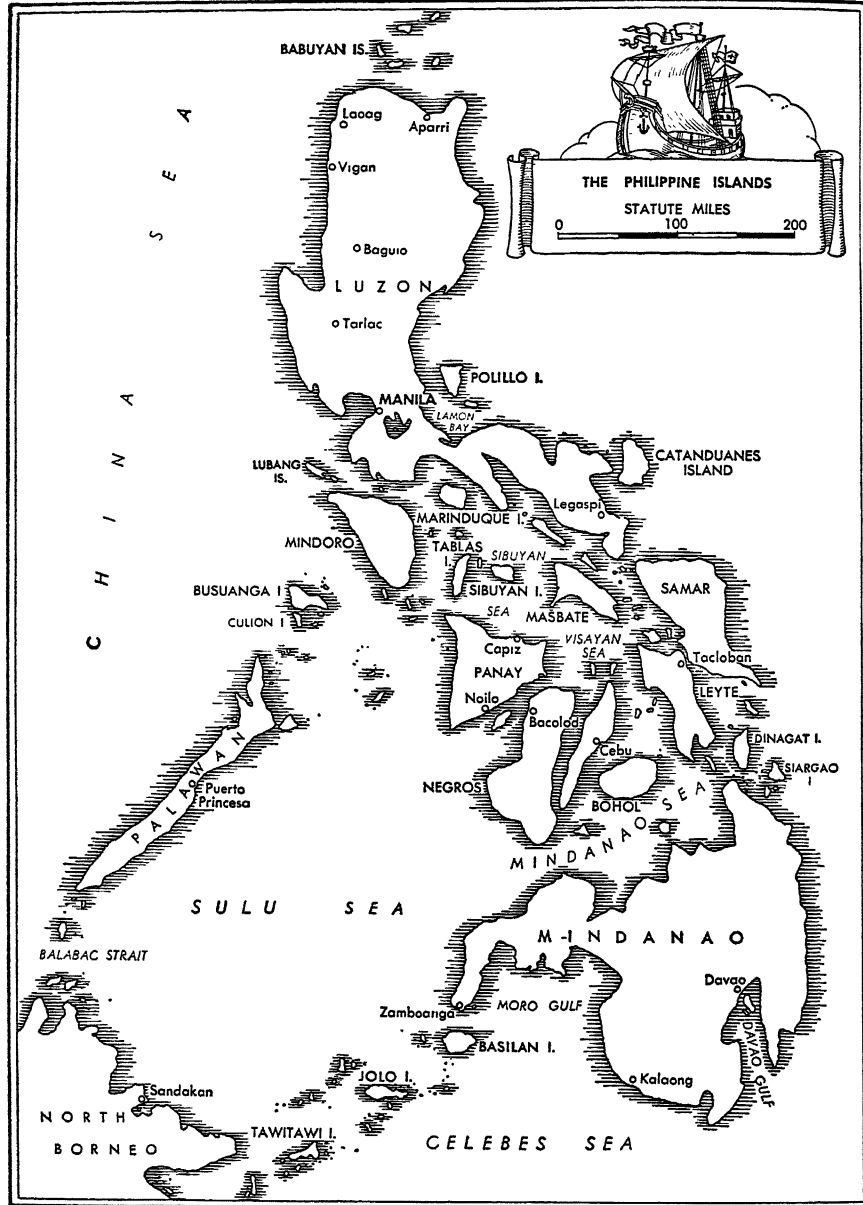 BABUYAN IS.
Laoag
Aparri
Vigan
THE PHILIPPINE ISLANDS
STATUTE MILES
0 100 200
CHINA SEA
Baguio
LUZON
Tarlac
POLILLO I.
MANILA
LAMON
BAY
CATANDUANES
ISLAND
LUBANG
IS.
Legaspi
MARINDUQUE I.
MINDORO
TABLAS
I.
SIBUYAN
SIBUYAN I.
SEA
SAMAR
BUSUANGA I
CULION I
MASBATE
VISAYAN
SEA
Capiz
PANAY
Tacloban
LEYTE
Noilo
Bacolod
Cebu
DINAGAT I.
SIARGAO
I
PALAWAN
Puerto
Princesa
NEGROS
BOHOL
MINDANAO SEA
SULU SEA
M-INDANAO
BALABAC STRAIT
Davao
DAVAO GULF
Zamboanga
MORO GULF
BASILAN I.
Kalaong
JOLO I.
Sandakan
NORTH
BORNEO
TAWITAWI I.
CELEBES SEA